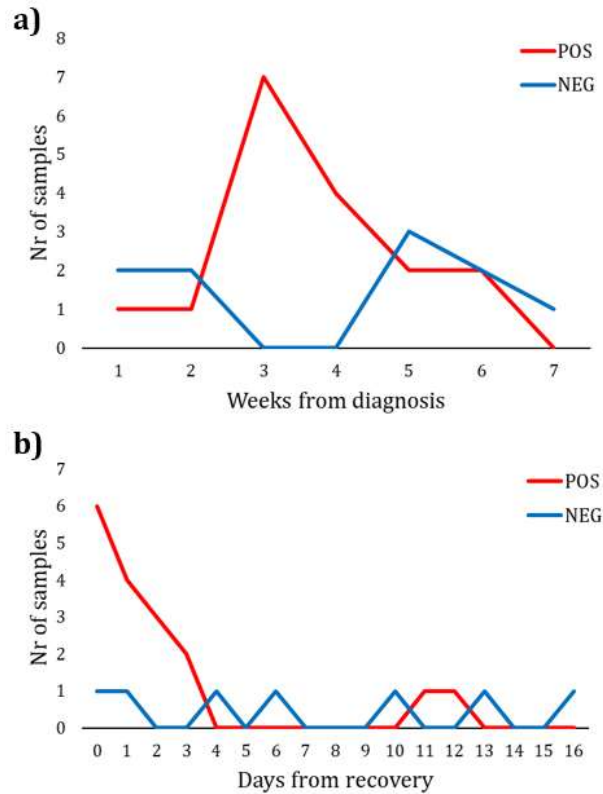 a)
8
7
6
5
4
3
2
1
0
Nr of samples
POS
NEG
1 2 3 4 5 6 7
Weeks from diagnosis
b)
7
6
5
4
3
2
1
0
Nr of samples
POS
NEG
0 1 2 3 4 5 6 7 8 9 10 11 12 13 14 15 16
Days from recovery